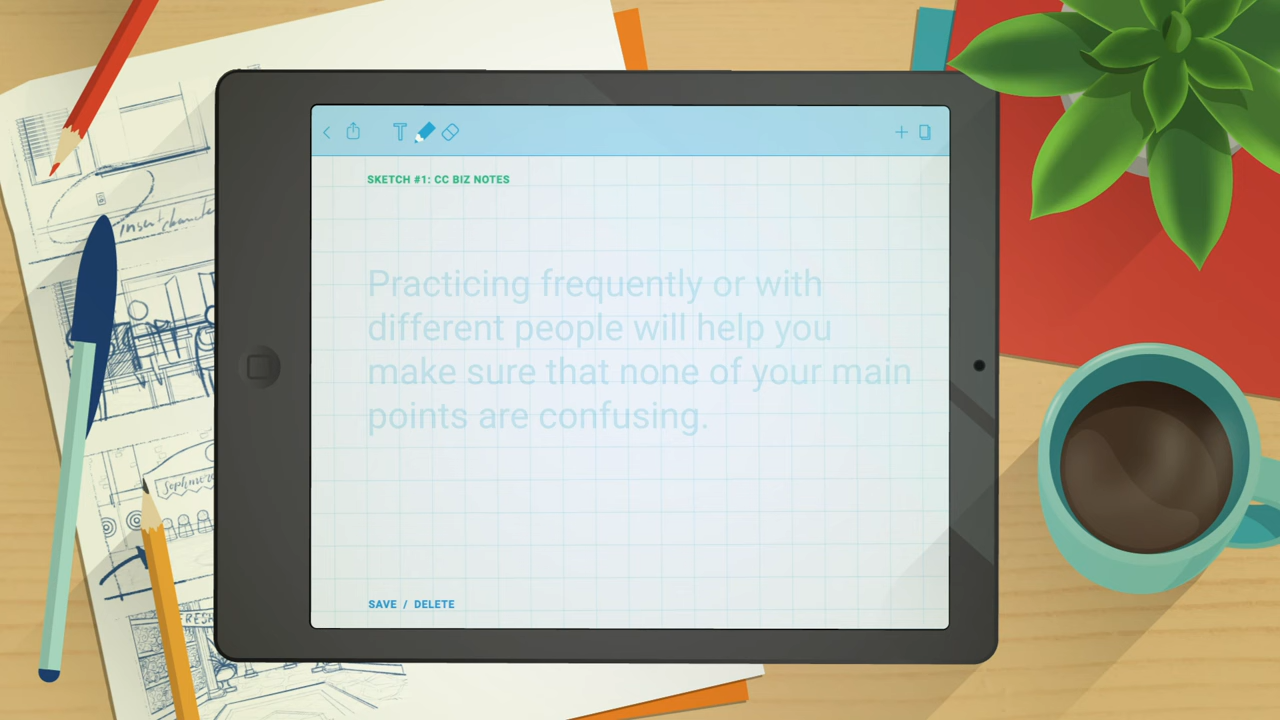 SKETCH #1: CC BIZ NOTES
Practicing frequently or with
different people will help you
make sure that none of your main
points are confusing.
SAVE / DELETE
insert